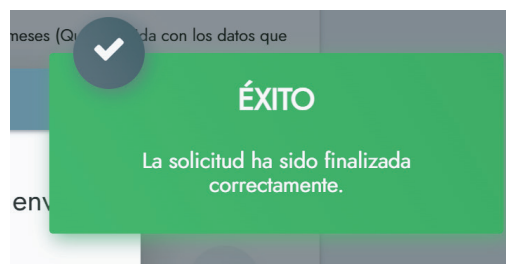 meses (Qu da con los datos que
ÉXITO
La solicitud ha sido finalizada
correctamente.
env